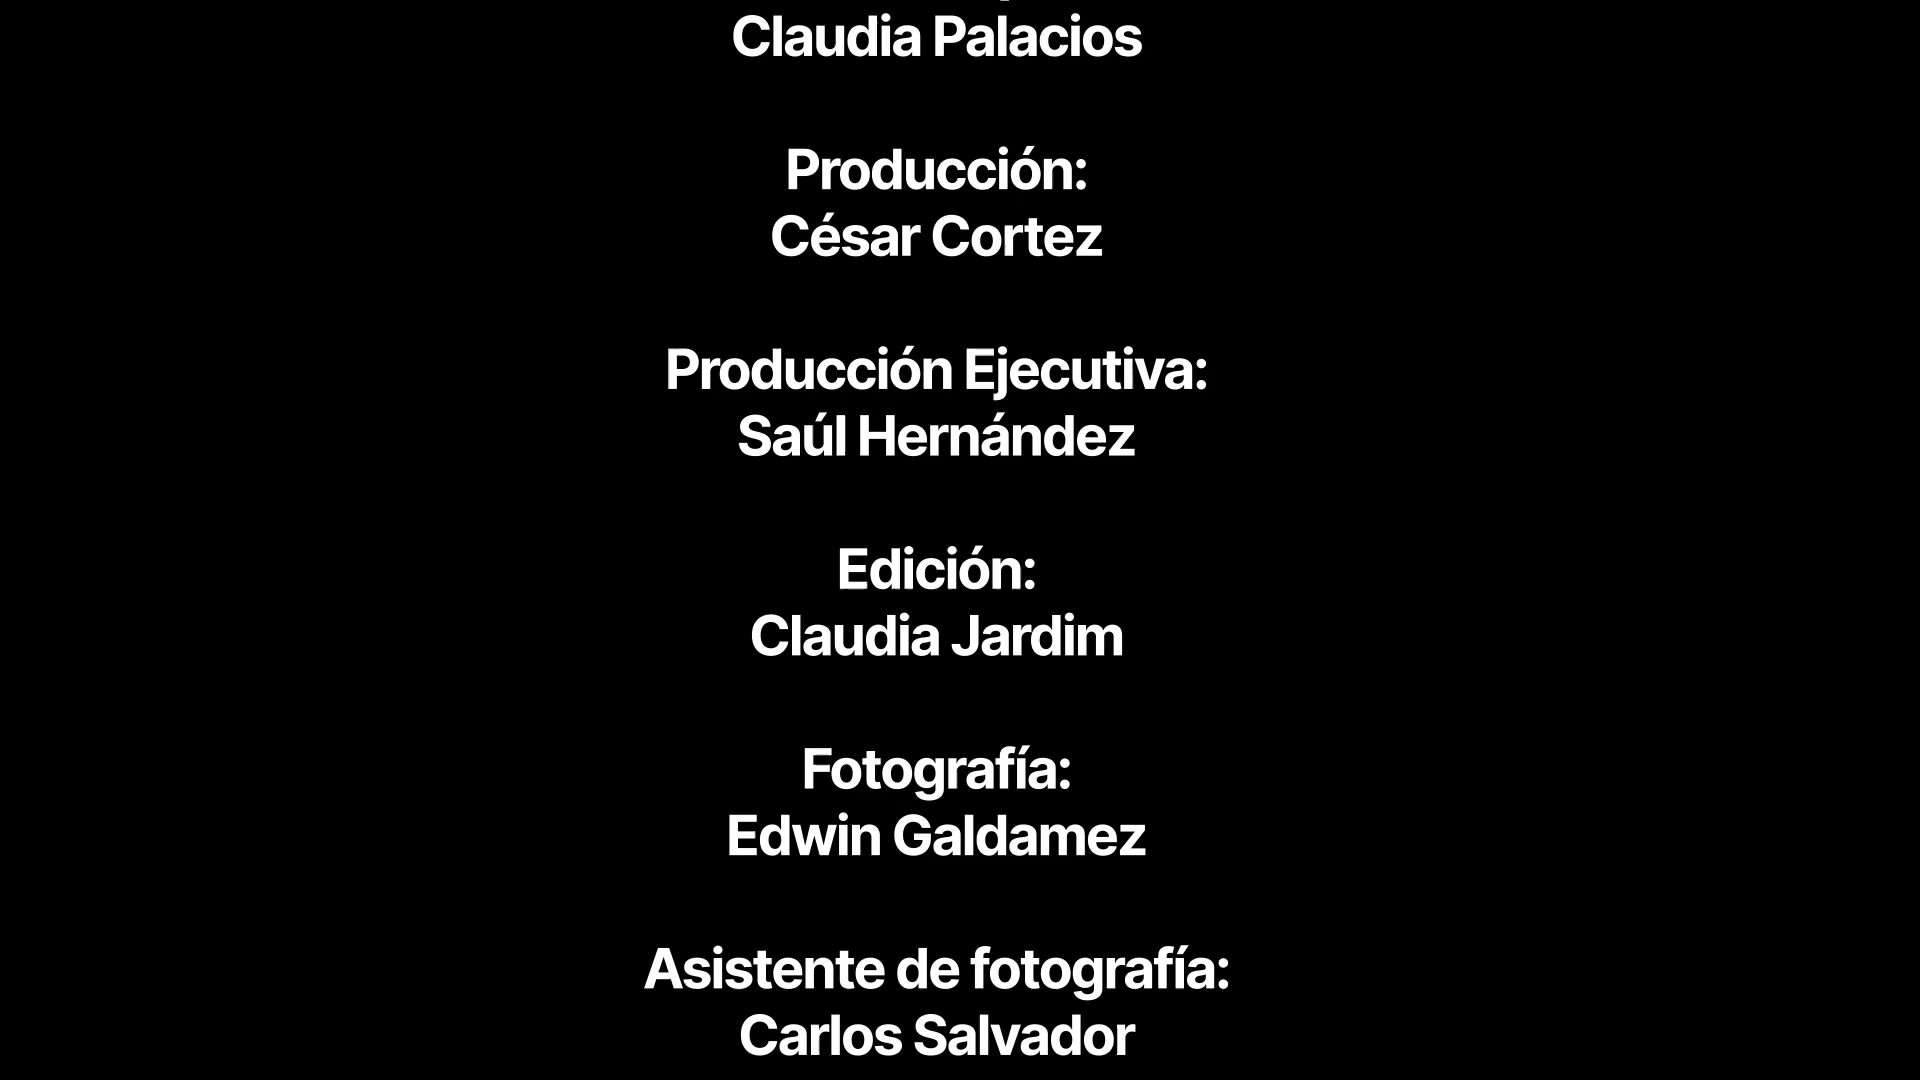 Claudia Palacios
Producción:
César Cortez
Producción Ejecutiva:
Saúl Hernández
Edición:
Claudia Jardim
Fotografía:
Edwin Galdamez
Asistente de fotografía:
Carlos Salvador